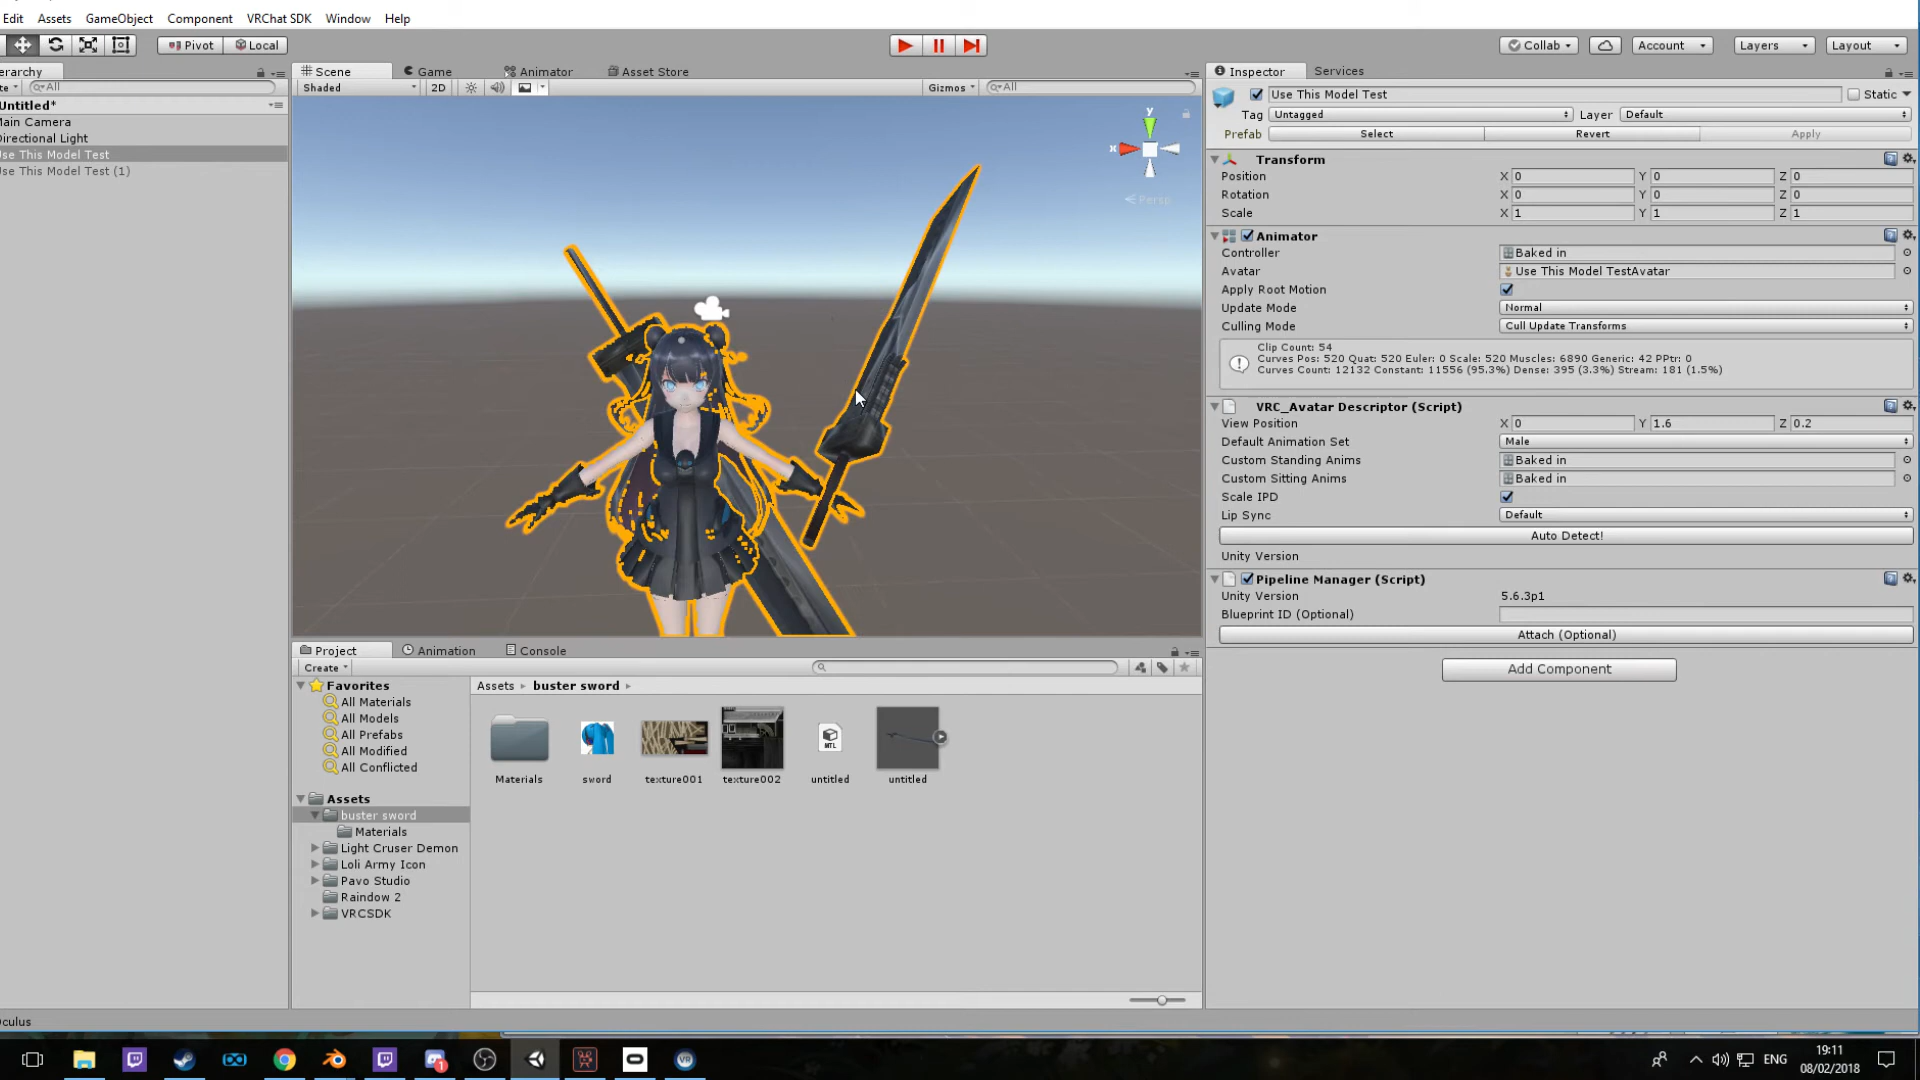 Edit Assets GameObject Component VRChat SDK Window Help
Pivot Local Collab Account Layers Layout
erarchy Scene Game Animator Asset Store Inspector Services
te All Shaded 2D Gizmos All Use This Model Test Static
Untitled*
Main Camera
Directional Light
Use This Model Test
Use This Model Test (1)
y
x
Persp
Tag Untagged Layer Default
Prefab Select Revert Apply
Transform
Position X 0 Y 0 Z 0
Rotation X 0 Y 0 Z 0
Scale X 1 Y 1 Z 1
Animator
Controller Baked in
Avatar Use This Model TestAvatar
Apply Root Motion
Update Mode Normal
Culling Mode Cull Update Transforms
Clip Count: 54
Curves Pos: 520 Quat: 520 Euler: 0 Scale: 520 Muscles: 6890 Generic: 42 PPtr: 0
Curves Count: 12132 Constant: 11556 (95.3%) Dense: 395 (3.3%) Stream: 181 (1.5%)
VRC_Avatar Descriptor (Script)
View Position X 0 Y 1.6 Z 0.2
Default Animation Set Male
Custom Standing Anims Baked in
Custom Sitting Anims Baked in
Scale IPD
Lip Sync Default
Auto Detect!
Unity Version
Pipeline Manager (Script)
Unity Version 5.6.3p1
Blueprint ID (Optional)
Attach (Optional)
Add Component
Project Animation Console
Create
Favorites
All Materials
All Models
All Prefabs
All Modified
All Conflicted
Assets
buster sword
Materials
Light Cruser Demon
Loli Army Icon
Pavo Studio
Raindow 2
VRCSDK
Assets buster sword
Materials sword texture001 texture002 untitled untitled
MTL
Oculus
1
VR
ENG
19:11
08/02/2018